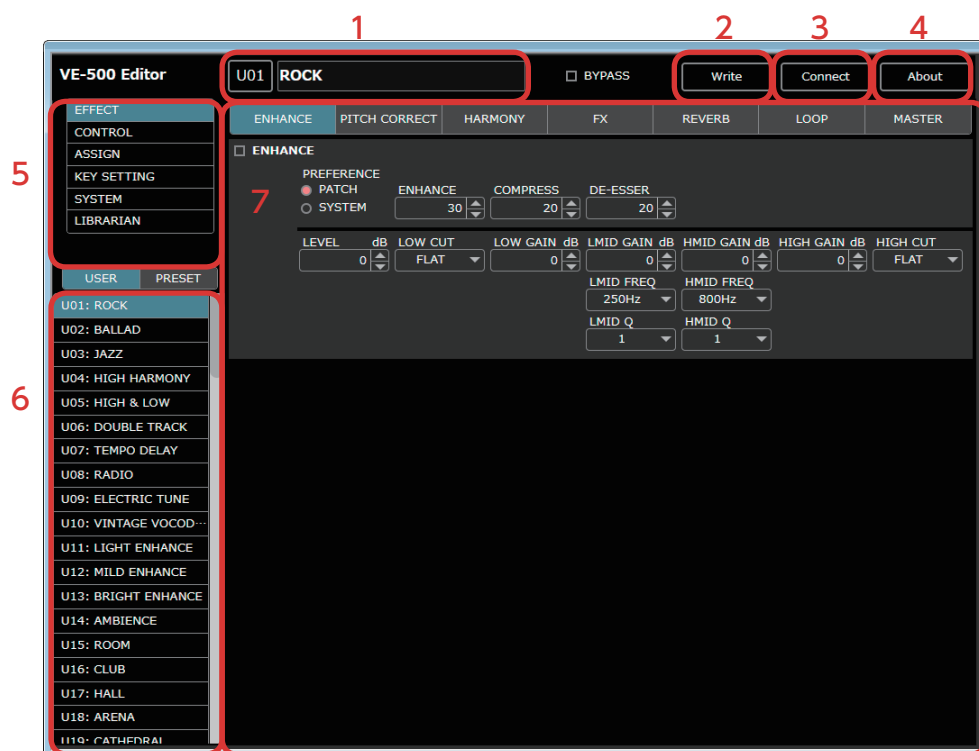 1 2 3 4
VE-500 Editor U01 ROCK BYPASS Write Connect About
5
EFFECT
CONTROL
ASSIGN
KEY SETTING
SYSTEM
LIBRARIAN
USER PRESET
6
U01: ROCK
U02: BALLAD
U03: JAZZ
U04: HIGH HARMONY
U05: HIGH & LOW
U06: DOUBLE TRACK
U07: TEMPO DELAY
U08: RADIO
U09: ELECTRIC TUNE
U10: VINTAGE VOCOD···
U11: LIGHT ENHANCE
U12: MILD ENHANCE
U13: BRIGHT ENHANCE
U14: AMBIENCE
U15: ROOM
U16: CLUB
U17: HALL
U18: ARENA
U19: CATHEDRAL
ENHANCE PITCH CORRECT HARMONY FX REVERB LOOP MASTER
ENHANCE
7
PREFERENCE
PATCH ENHANCE COMPRESS DE-ESSER
SYSTEM 30 20 20
LEVEL dB LOW CUT LOW GAIN dB LMID GAIN dB HMID GAIN dB HIGH GAIN dB HIGH CUT
0 FLAT 0 0 0 0 FLAT
LMID FREQ HMID FREQ
250Hz 800Hz
LMID Q HMID Q
1 1